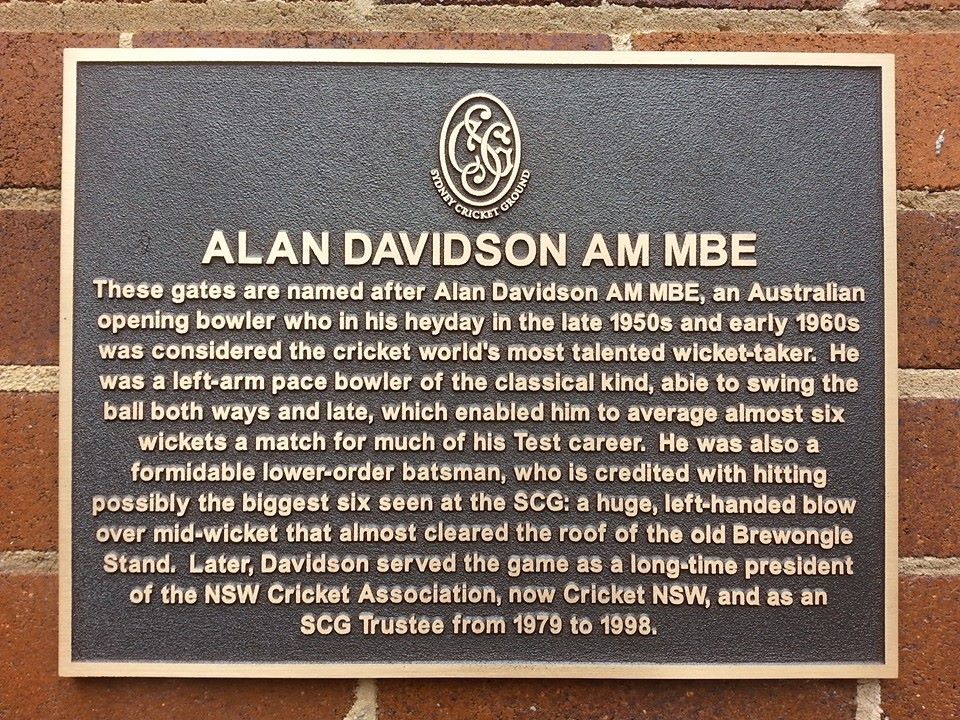 SCG
SYDNEY CRICKET GROUND
ALAN DAVIDSON AM MBE
These gates are named after Alan Davidson AM MBE, an Australian
opening bowler who in his heyday in the late 1950s and early 1960s
was considered the cricket world's most talented wicket-taker. He
was a left-arm pace bowler of the classical kind, able to swing the
ball both ways and late, which enabled him to average almost six
wickets a match for much of his Test career. He was also a
formidable lower-order batsman, who is credited with hitting
possibly the biggest six seen at the SCG: a huge, left-handed blow
over mid-wicket that almost cleared the roof of the old Brewongle
Stand. Later, Davidson served the game as a long-time president
of the NSW Cricket Association, now Cricket NSW, and as an
SCG Trustee from 1979 to 1998.